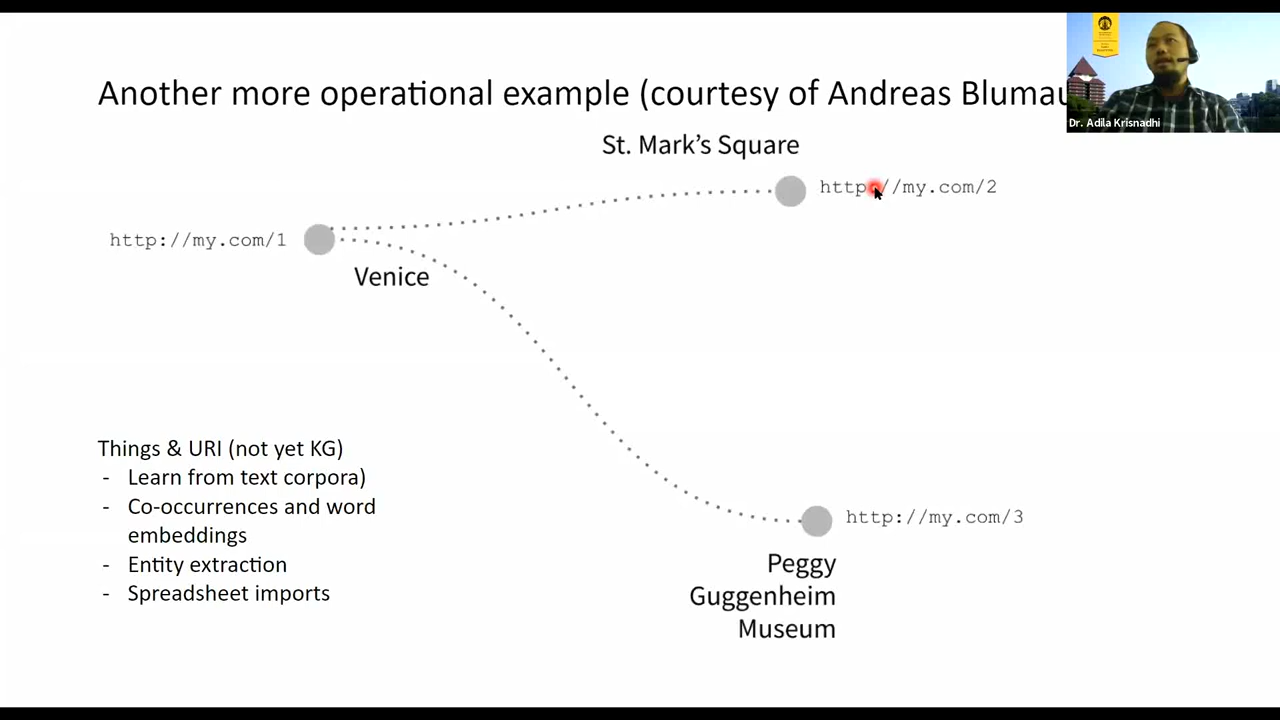 Another more operational example (courtesy of Andreas Blumau
Dr. Adila Krisnadhi
St. Mark's Square
http://my.com/2
http://my.com/1
Venice
Things & URI (not yet KG)
- Learn from text corpora)
- Co-occurrences and word
embeddings
- Entity extraction
- Spreadsheet imports
http://my.com/3
Peggy
Guggenheim
Museum